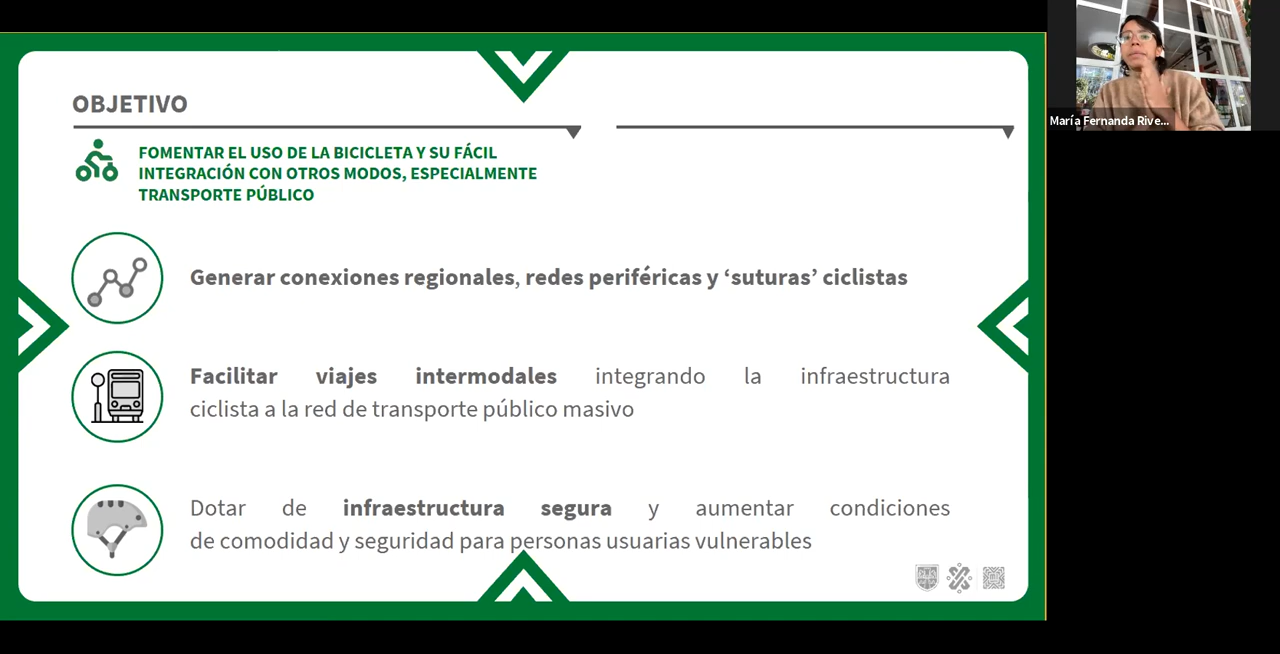 OBJETIVO
FOMENTAR EL USO DE LA BICICLETA Y SU FÁCIL
INTEGRACIÓN CON OTROS MODOS, ESPECIALMENTE
TRANSPORTE PÚBLICO
Generar conexiones regionales, redes periféricas y ‘suturas’ ciclistas
Facilitar viajes intermodales integrando la infraestructura
ciclista a la red de transporte público masivo
Dotar de infraestructura segura y aumentar condiciones
de comodidad y seguridad para personas usuarias vulnerables
María Fernanda Rive...